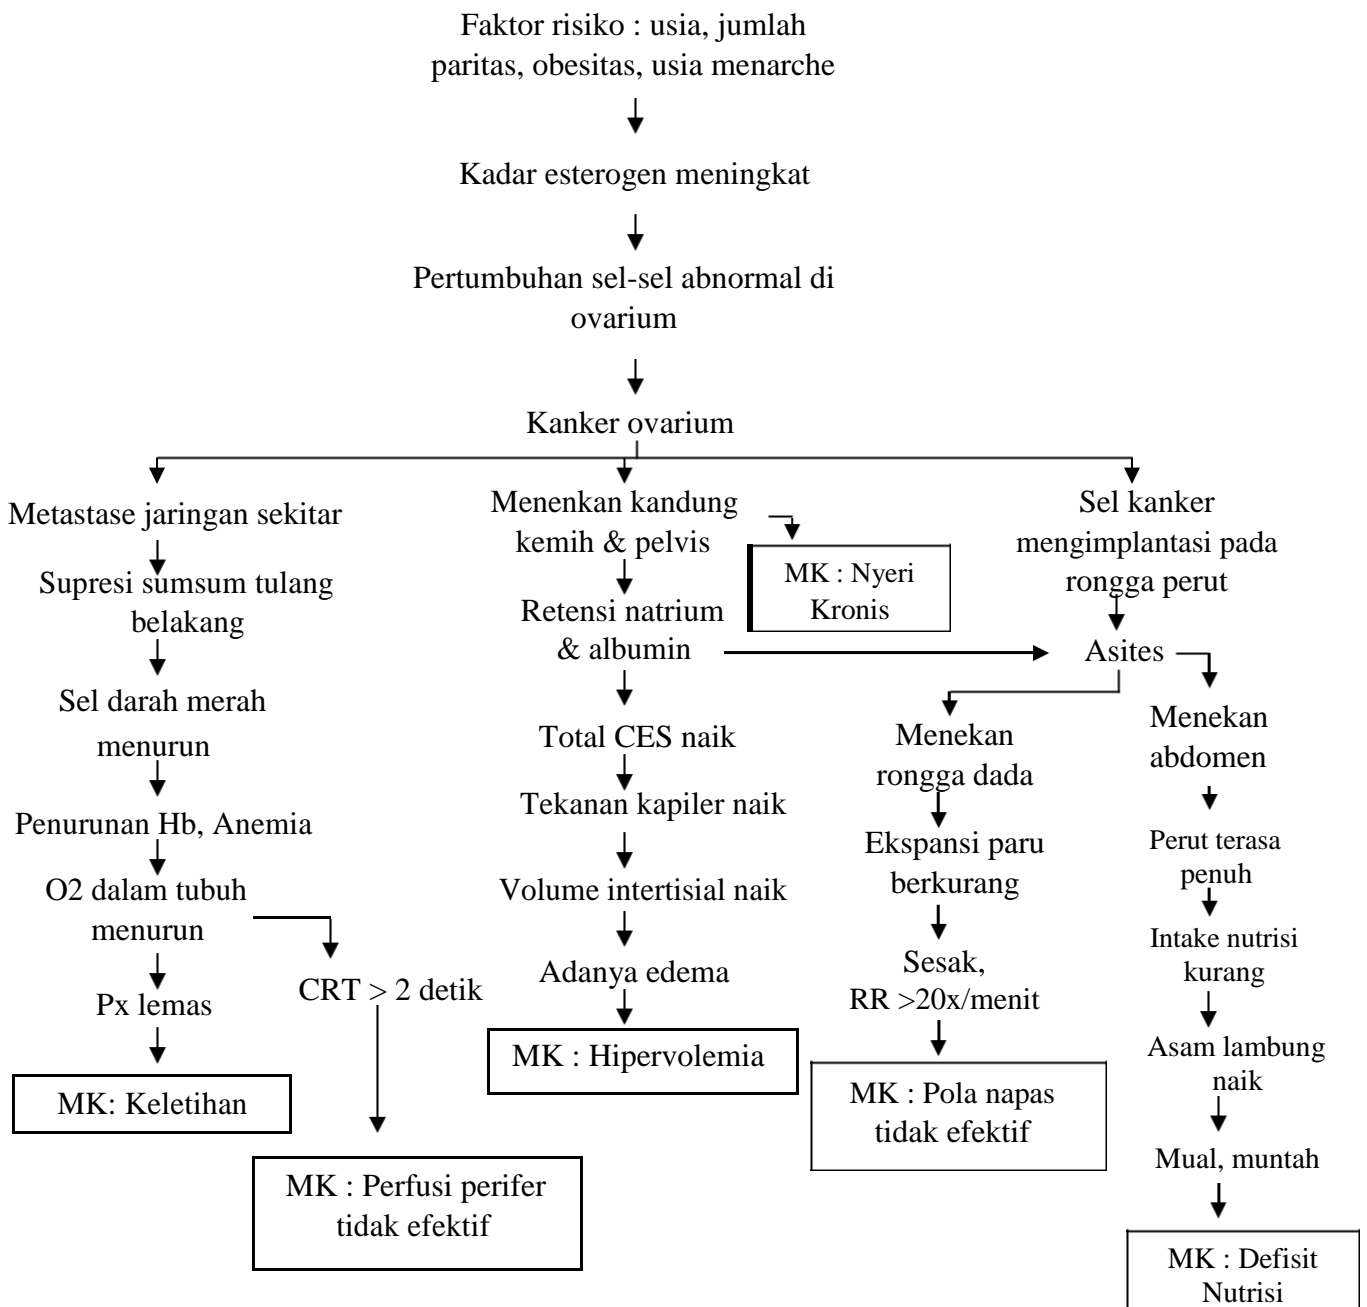 Faktor risiko : usia, jumlah
paritas, obesitas, usia menarche
Kadar esterogen meningkat
Pertumbuhan sel-sel abnormal di
ovarium
Kanker ovarium
Metastase jaringan sekitar
Supresi sumsum tulang
belakang
Sel darah merah
menurun
Penurunan Hb, Anemia
O2 dalam tubuh
menurun
Px lemas
MK: Keletihan
CRT > 2 detik
MK : Perfusi perifer
tidak efektif
Menenkan kandung
kemih & pelvis
MK : Nyeri
Kronis
Retensi natrium
& albumin
Total CES naik
Tekanan kapiler naik
Volume intertisial naik
Adanya edema
MK : Hipervolemia
Sel kanker
mengimplantasi pada
rongga perut
Asites
Menekan
rongga dada
Ekspansi paru
berkurang
Sesak,
RR >20x/menit
MK : Pola napas
tidak efektif
Menekan
abdomen
Perut terasa
penuh
Intake nutrisi
kurang
Asam lambung
naik
Mual, muntah
MK : Defisit
Nutrisi